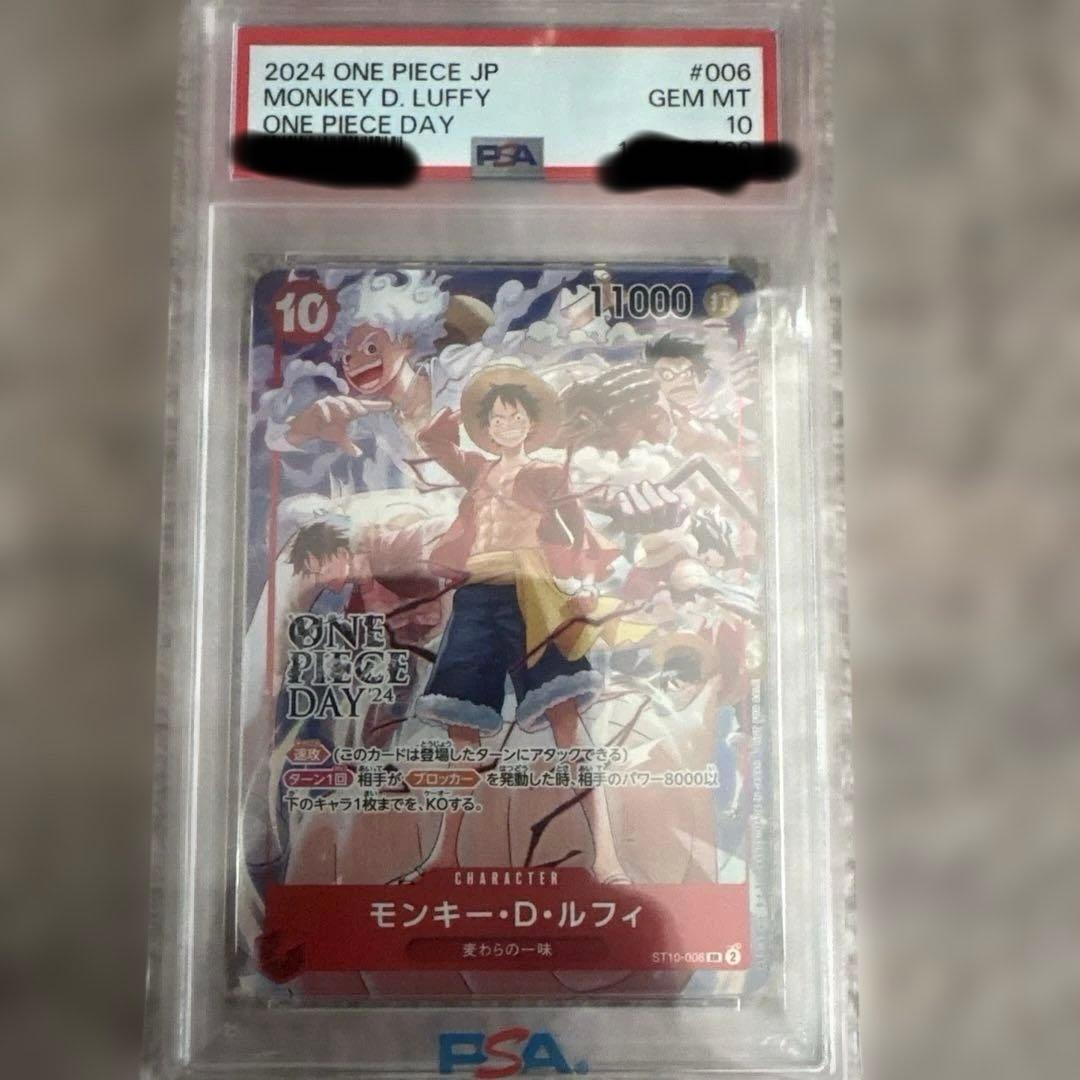 2024 ONE PIECE JP #006
MONKEY D. LUFFY GEM MT
ONE PIECE DAY 10
PSA
10
11000 打
ONE
PIECE
DAY '24
速攻 (このカードは登場したターンにアタックできる)
ターン1回 相手が ブロッカー を発動した時、相手のパワー8000以
下のキャラ1枚までを、KOする。
CHARACTER
モンキー・D・ルフィ
麦わらの一味
ST10-006 SR 2
PSA